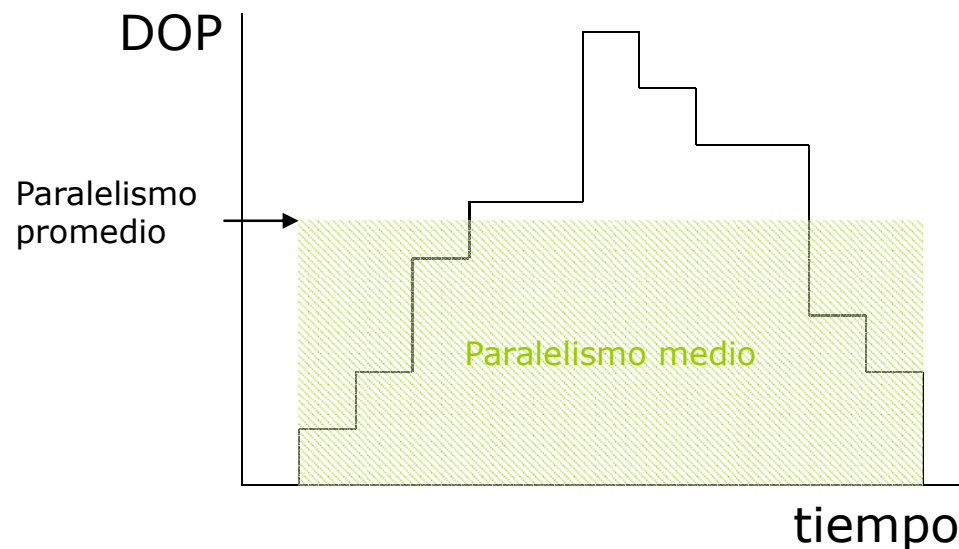 DOP
Paralelismo
promedio
Paralelismo medio
tiempo